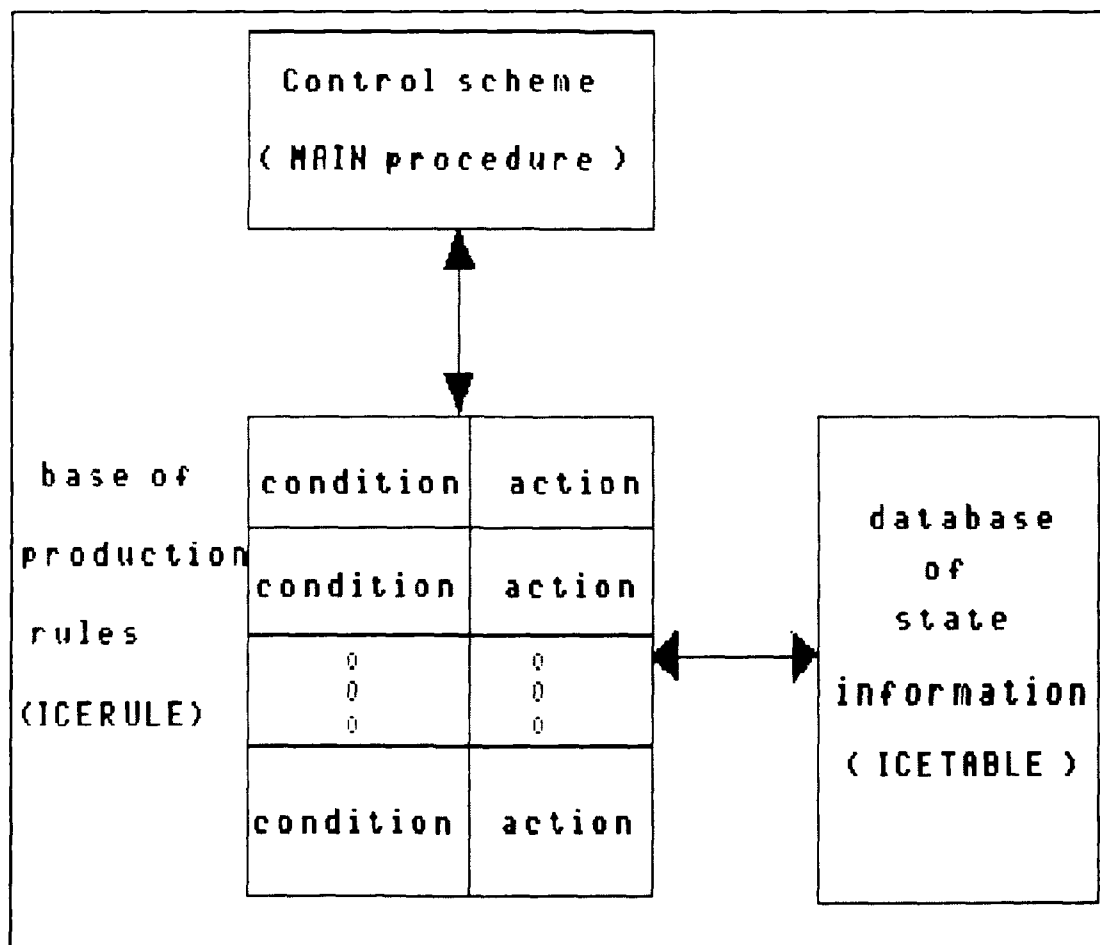 Control scheme
( MAIN procedure )
base of
production
rules
(ICERULE)
condition action
condition action
0 0
0 0
0 0
condition action
database
of
state
information
( ICETABLE )